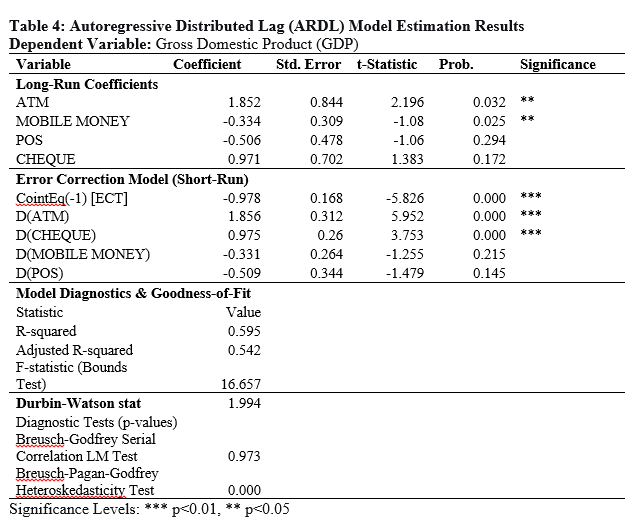 Table 4: Autoregressive Distributed Lag (ARDL) Model Estimation Results
Dependent Variable: Gross Domestic Product (GDP)
Variable Coefficient Std. Error t-Statistic Prob. Significance
Long-Run Coefficients
ATM 1.852 0.844 2.196 0.032 **
MOBILE MONEY -0.334 0.309 -1.08 0.025 **
POS -0.506 0.478 -1.06 0.294
CHEQUE 0.971 0.702 1.383 0.172
Error Correction Model (Short-Run)
CointEq(-1) [ECT] -0.978 0.168 -5.826 0.000 ***
D(ATM) 1.856 0.312 5.952 0.000 ***
D(CHEQUE) 0.975 0.26 3.753 0.000 ***
D(MOBILE MONEY) -0.331 0.264 -1.255 0.215
D(POS) -0.509 0.344 -1.479 0.145
Model Diagnostics & Goodness-of-Fit
Statistic Value
R-squared 0.595
Adjusted R-squared 0.542
F-statistic (Bounds
Test) 16.657
Durbin-Watson stat 1.994
Diagnostic Tests (p-values)
Breusch-Godfrey Serial
Correlation LM Test 0.973
Breusch-Pagan-Godfrey
Heteroskedasticity Test 0.000
Significance Levels: *** p<0.01, ** p<0.05